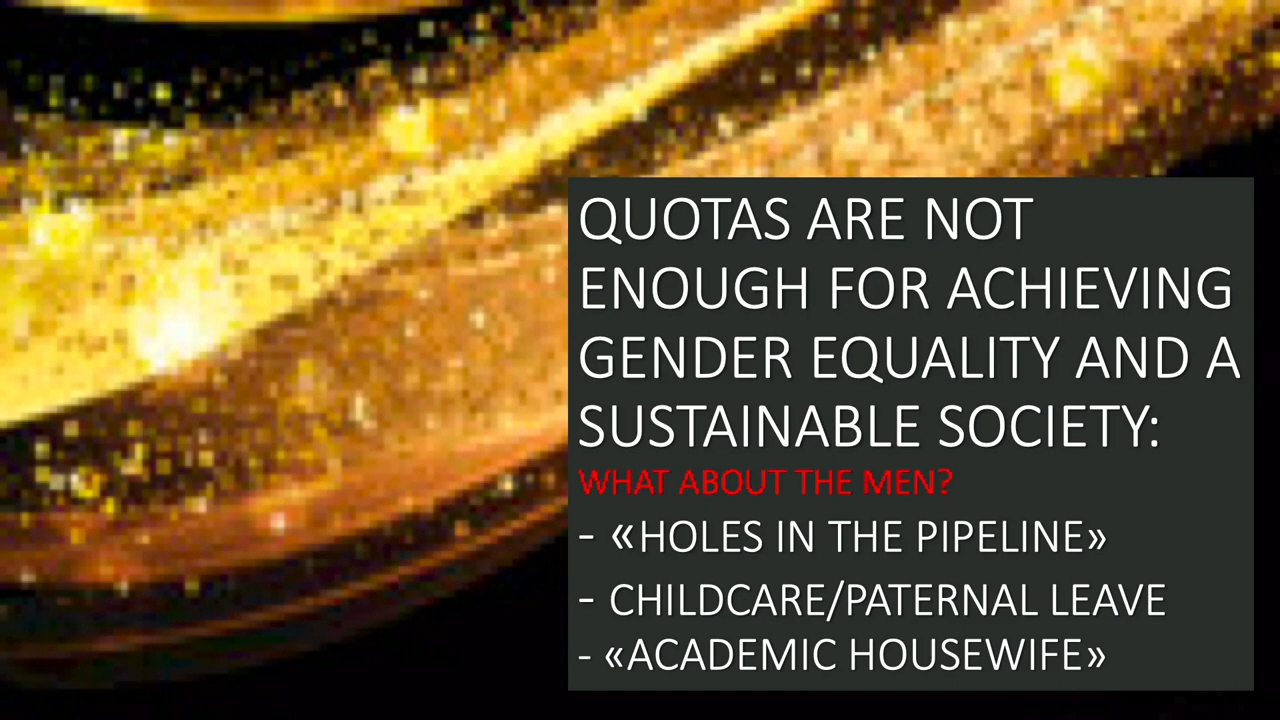 QUOTAS ARE NOT
ENOUGH FOR ACHIEVING
GENDER EQUALITY AND A
SUSTAINABLE SOCIETY:
WHAT ABOUT THE MEN?
- «HOLES IN THE PIPELINE»
- CHILDCARE/PATERNAL LEAVE
- «ACADEMIC HOUSEWIFE»